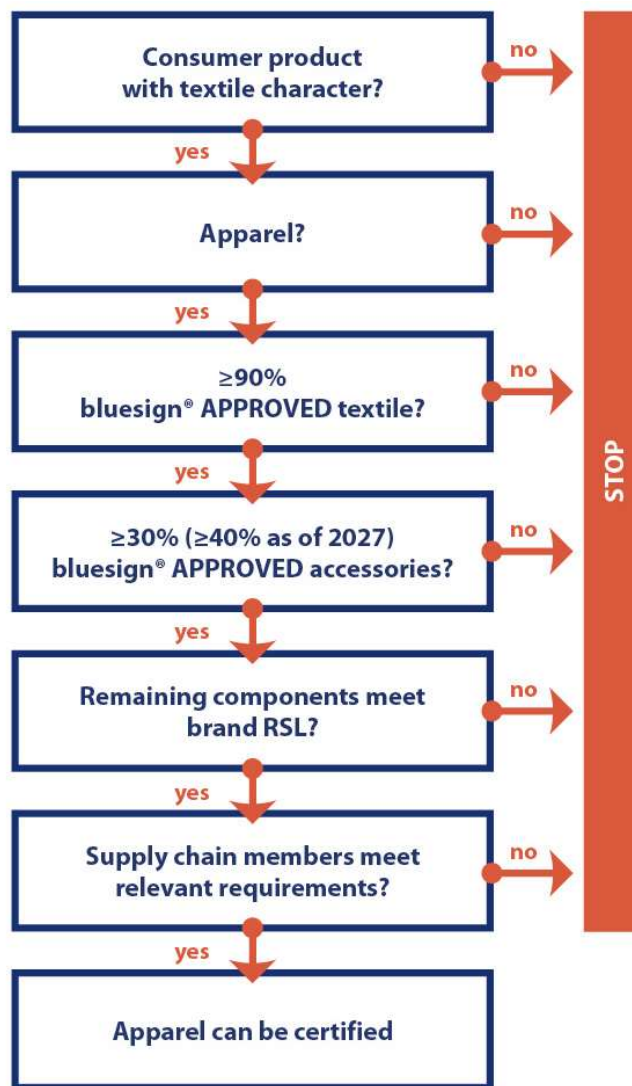 Consumer product
with textile character?
no
yes
Apparel?
no
yes
≥90%
bluesign® APPROVED textile?
no
yes
≥30% (≥40% as of 2027)
bluesign® APPROVED accessories?
no
yes
Remaining components meet
brand RSL?
no
yes
Supply chain members meet
relevant requirements?
no
yes
Apparel can be certified
STOP